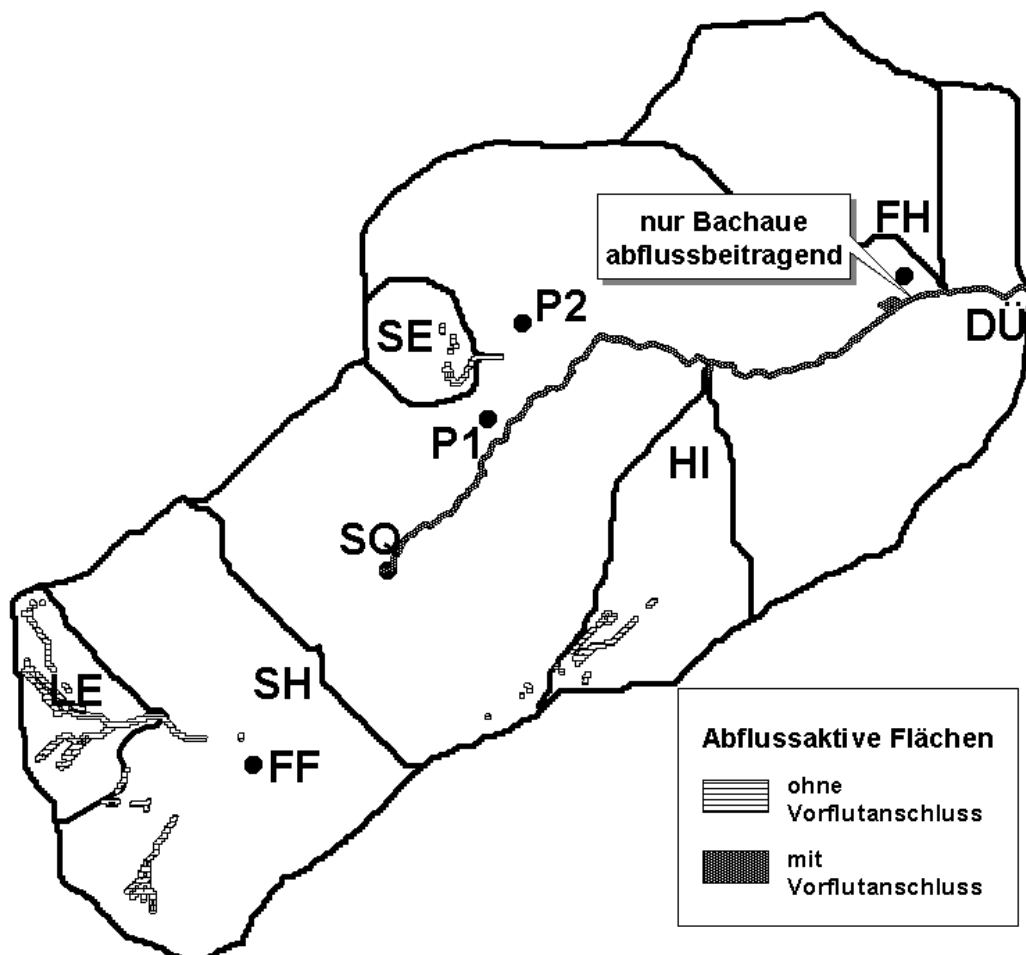 nur Bachaue
abflussbeitragend
FH
DÜ
P2
SE
P1
HI
SQ
LE
SH
FF
Abflussaktive Flächen
ohne
Vorflutanschluss
mit
Vorflutanschluss